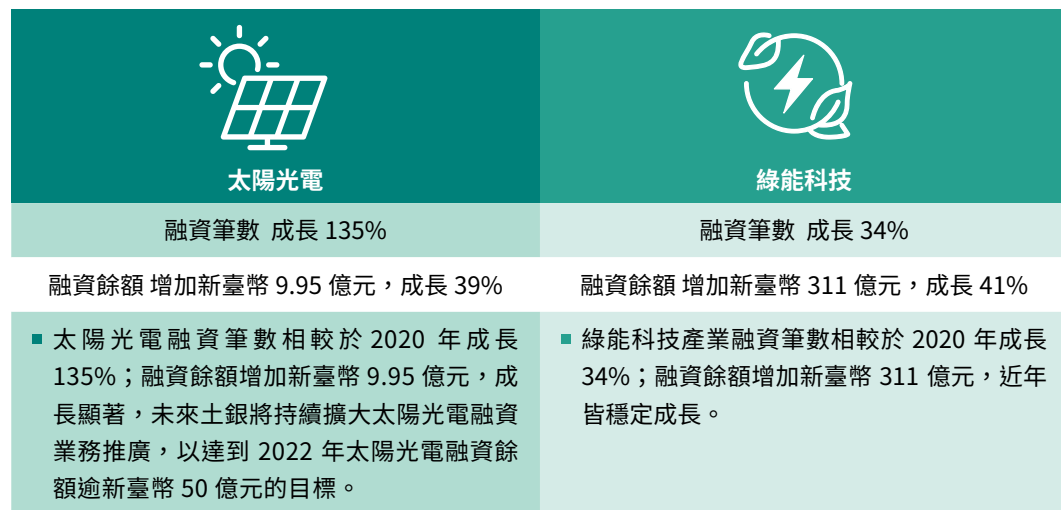 太陽光電
綠能科技
融資筆數 成長 135%
融資筆數 成長 34%
融資餘額 增加新臺幣 9.95 億元，成長 39%
融資餘額 增加新臺幣 311 億元，成長 41%
太陽光電融資筆數相較於 2020 年成長
135%；融資餘額增加新臺幣 9.95 億元，成
長顯著，未來土銀將持續擴大太陽光電融資
業務推廣，以達到 2022 年太陽光電融資餘
額逾新臺幣 50 億元的目標。
綠能科技產業融資筆數相較於 2020 年成長
34%；融資餘額增加新臺幣 311 億元，近年
皆穩定成長。